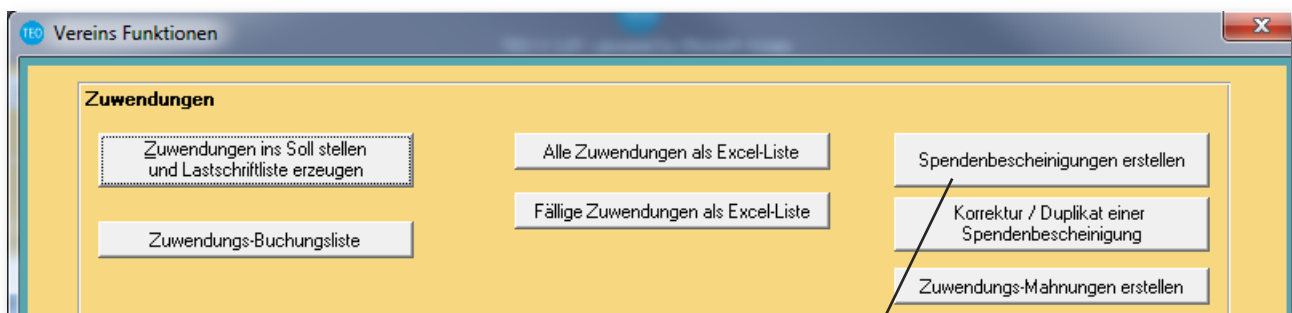 TEO Vereins Funktionen
Zuwendungen
Zuwendungen ins Soll stellen
und Lastschriftliste erzeugen
Zuwendungs-Buchungsliste
Alle Zuwendungen als Excel-Liste
Fällige Zuwendungen als Excel-Liste
Spendenbescheinigungen erstellen
Korrektur / Duplikat einer
Spendenbescheinigung
Zuwendungs-Mahnungen erstellen